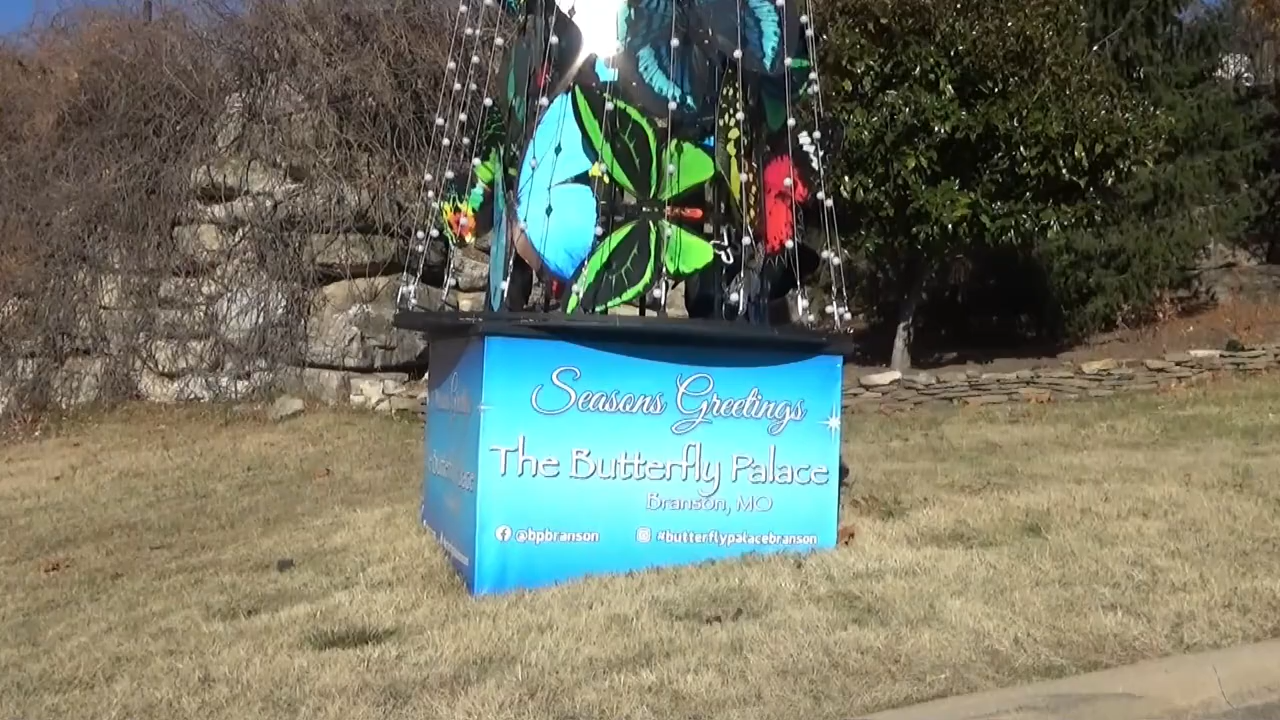 Seasons Greetings
The Butterfly Palace
Branson, MO
@bpbranson #butterflypalacebranson